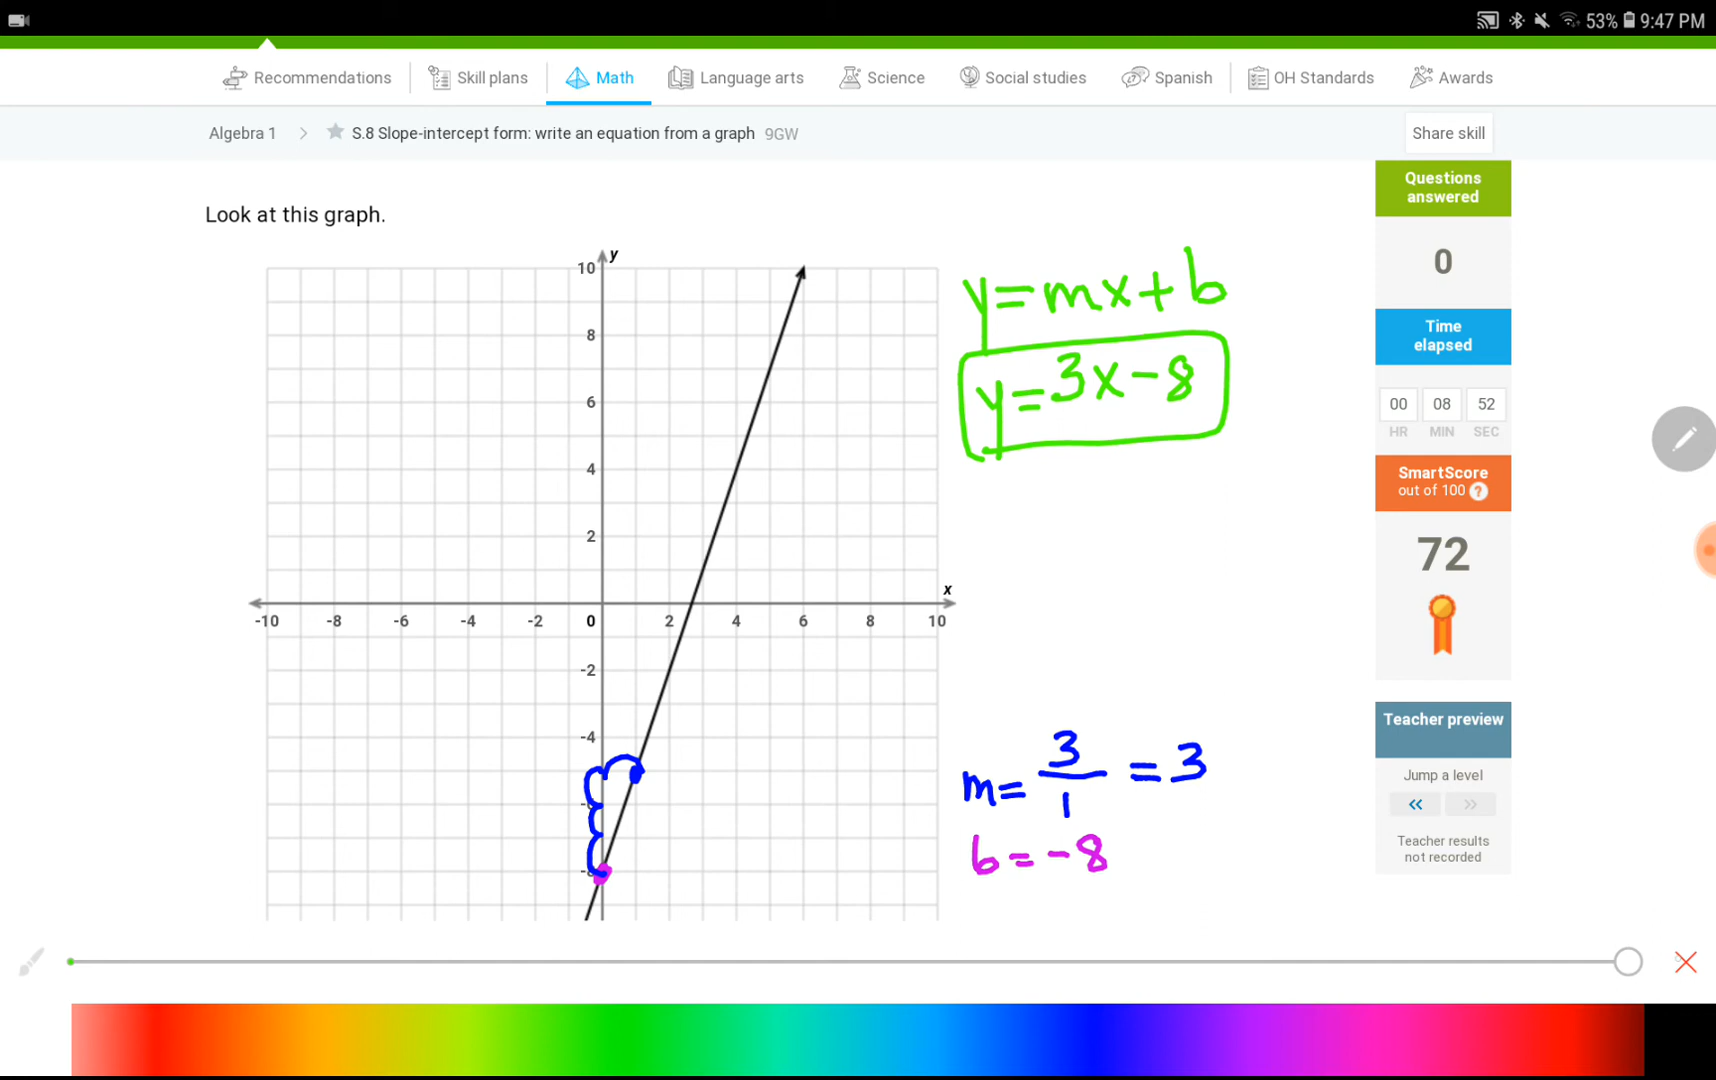 53% 9:47 PM
Recommendations Skill plans Math Language arts Science Social studies Spanish OH Standards Awards
Algebra 1 > S.8 Slope-intercept form: write an equation from a graph 9GW
Share skill
Look at this graph.
y
10
8
6
4
2
x
-10 -8 -6 -4 -2 0 2 4 6 8 10
-2
-4
y=mx+b
y=3x-8
m= 3/1 =3
b=-8
Questions
answered
0
Time
elapsed
00 08 52
HR MIN SEC
SmartScore
out of 100 ?
72
Teacher preview
Jump a level
« »
Teacher results
not recorded